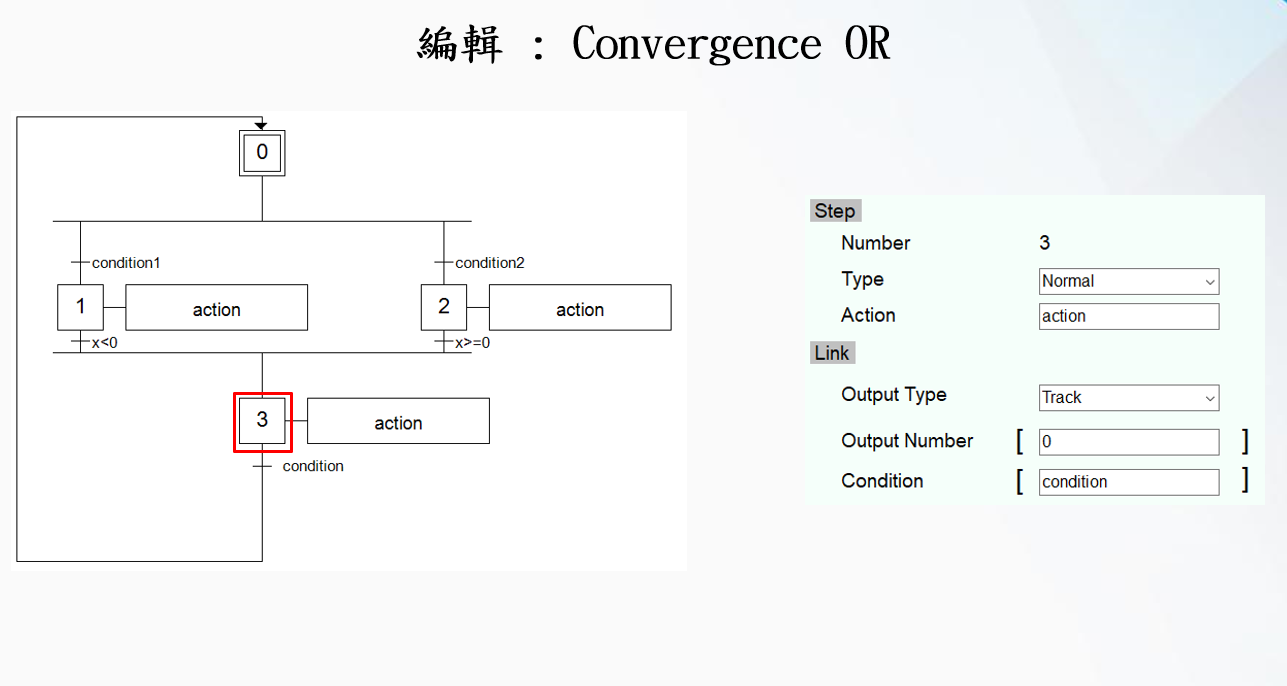 編輯 : Convergence OR
0
condition1
condition2
1 action
2 action
x<0
x>=0
3 action
condition
Step
Number 3
Type Normal
Action action
Link
Output Type Track
Output Number [ 0 ]
Condition [ condition ]